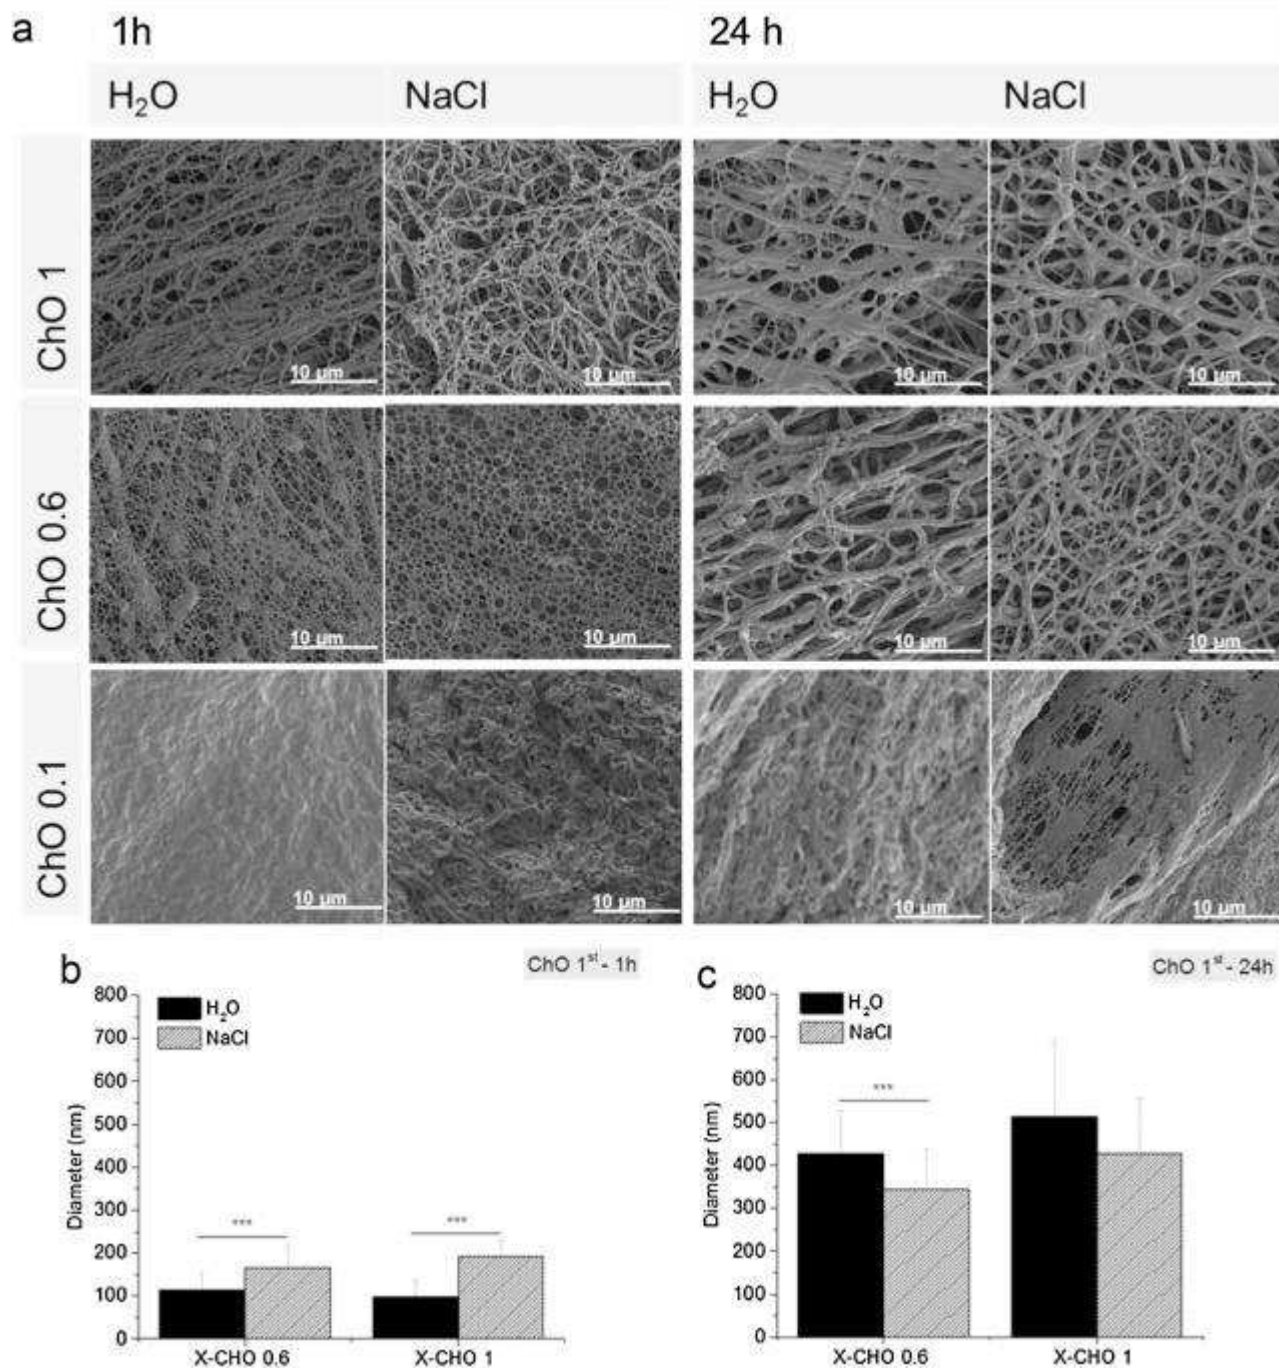 a 1h 24 h
H₂O NaCl H₂O NaCl
ChO 1
10 µm 10 µm 10 µm 10 µm
ChO 0.6
10 µm 10 µm 10 µm 10 µm
ChO 0.1
10 µm 10 µm 10 µm 10 µm
b ChO 1ˢᵗ - 1h
H₂O
NaCl
Diameter (nm)
800
700
600
500
400
300
200
100
0
*** ***
X-CHO 0.6 X-CHO 1
c ChO 1ˢᵗ - 24h
H₂O
NaCl
Diameter (nm)
800
700
600
500
400
300
200
100
0
***
X-CHO 0.6 X-CHO 1